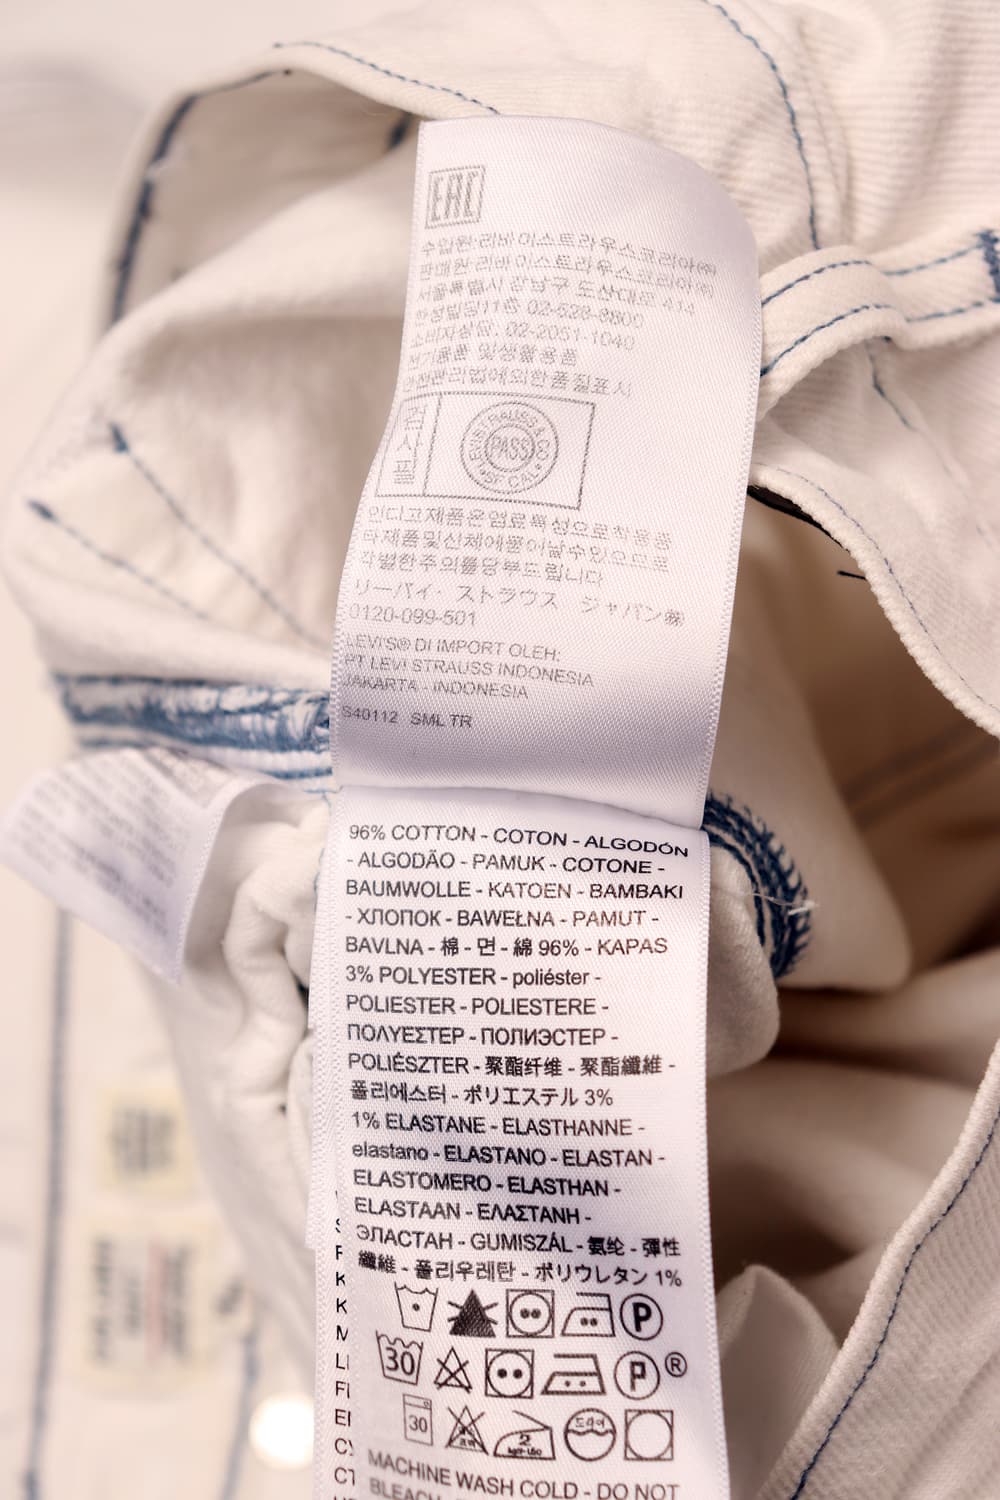 EAC
수입원:리바이스트라우스코리아㈜
판매원:리바이스트라우스코리아㈜
서울특별시 강남구 도산대로 414
02-528-8800
소비자상담. 02-2051-1040
전기용품 및생활용품
안전관리법에의한품질표시
검사필
LEVI STRAUSS & CO
PASS
SF CAL
인디고제품은염료특성으로착용중
타제품및신체에물이날수있으므로
각별한주의를당부드립니다
リーバイ・ストラウス ジャパン㈱
0120-099-501
LEVI'S® DI IMPORT OLEH:
PT LEVI STRAUSS INDONESIA
JAKARTA - INDONESIA
S40112 SML TR
96% COTTON - COTON - ALGODÓN
- ALGODÃO - PAMUK - COTONE -
BAUMWOLLE - KATOEN - BAMBAKI
- ХЛОПОК - BAWEŁNA - PAMUT -
BAVLNA - 棉 - 면 - 綿 96% - KAPAS
3% POLYESTER - poliéster -
POLIESTER - POLIESTERE -
ΠΟΛΥΕΣΤΕΡ - ПОЛИЭСТЕР -
POLIÉSZTER - 聚酯纤维 - 聚酯纖維 -
폴리에스터 - ポリエステル 3%
1% ELASTANE - ELASTHANNE -
elastano - ELASTANO - ELASTAN -
ELASTOMERO - ELASTHAN -
ELASTAAN - ΕΛΑΣΤΑΝΗ -
ЭЛАСТАН - GUMISZÁL - 氨纶 - 彈性
纖維 - 폴리우레탄 - ポリウレタン 1%
P
30 P ®
30 2 드라이
MACHINE WASH COLD - DO NOT
BLEACH